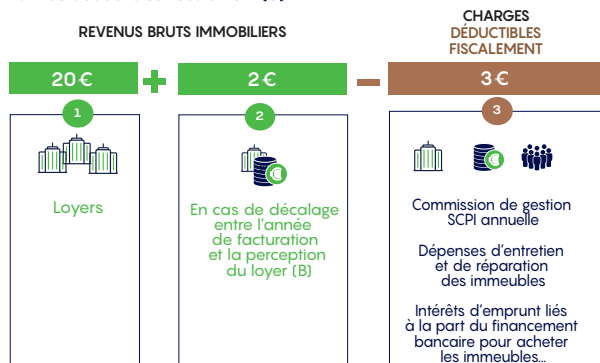 REVENUS BRUTS IMMOBILIERS
CHARGES
DÉDUCTIBLES
FISCALEMENT
20 € + 2 € − 3 €
1
Loyers
2
En cas de décalage
entre l'année
de facturation
et la perception
du loyer (B)
3
Commission de gestion
SCPI annuelle
Dépenses d'entretien
et de réparation
des immeubles
Intérêts d'emprunt liés
à la part du financement
bancaire pour acheter
les immeubles...